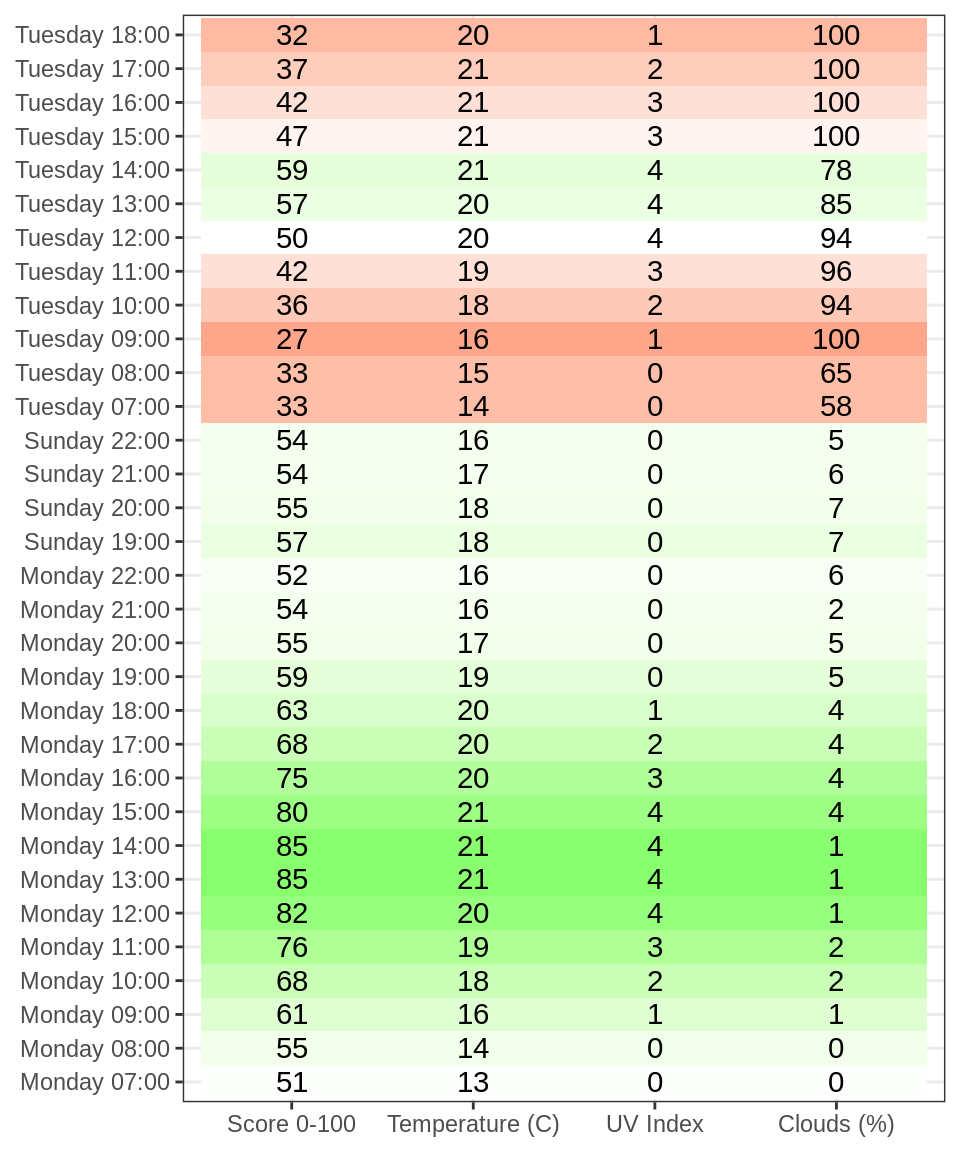 Tuesday 18:00 32 20 1 100
Tuesday 17:00 37 21 2 100
Tuesday 16:00 42 21 3 100
Tuesday 15:00 47 21 3 100
Tuesday 14:00 59 21 4 78
Tuesday 13:00 57 20 4 85
Tuesday 12:00 50 20 4 94
Tuesday 11:00 42 19 3 96
Tuesday 10:00 36 18 2 94
Tuesday 09:00 27 16 1 100
Tuesday 08:00 33 15 0 65
Tuesday 07:00 33 14 0 58
Sunday 22:00 54 16 0 5
Sunday 21:00 54 17 0 6
Sunday 20:00 55 18 0 7
Sunday 19:00 57 18 0 7
Monday 22:00 52 16 0 6
Monday 21:00 54 16 0 2
Monday 20:00 55 17 0 5
Monday 19:00 59 19 0 5
Monday 18:00 63 20 1 4
Monday 17:00 68 20 2 4
Monday 16:00 75 20 3 4
Monday 15:00 80 21 4 4
Monday 14:00 85 21 4 1
Monday 13:00 85 21 4 1
Monday 12:00 82 20 4 1
Monday 11:00 76 19 3 2
Monday 10:00 68 18 2 2
Monday 09:00 61 16 1 1
Monday 08:00 55 14 0 0
Monday 07:00 51 13 0 0
Score 0-100 Temperature (C) UV Index Clouds (%)